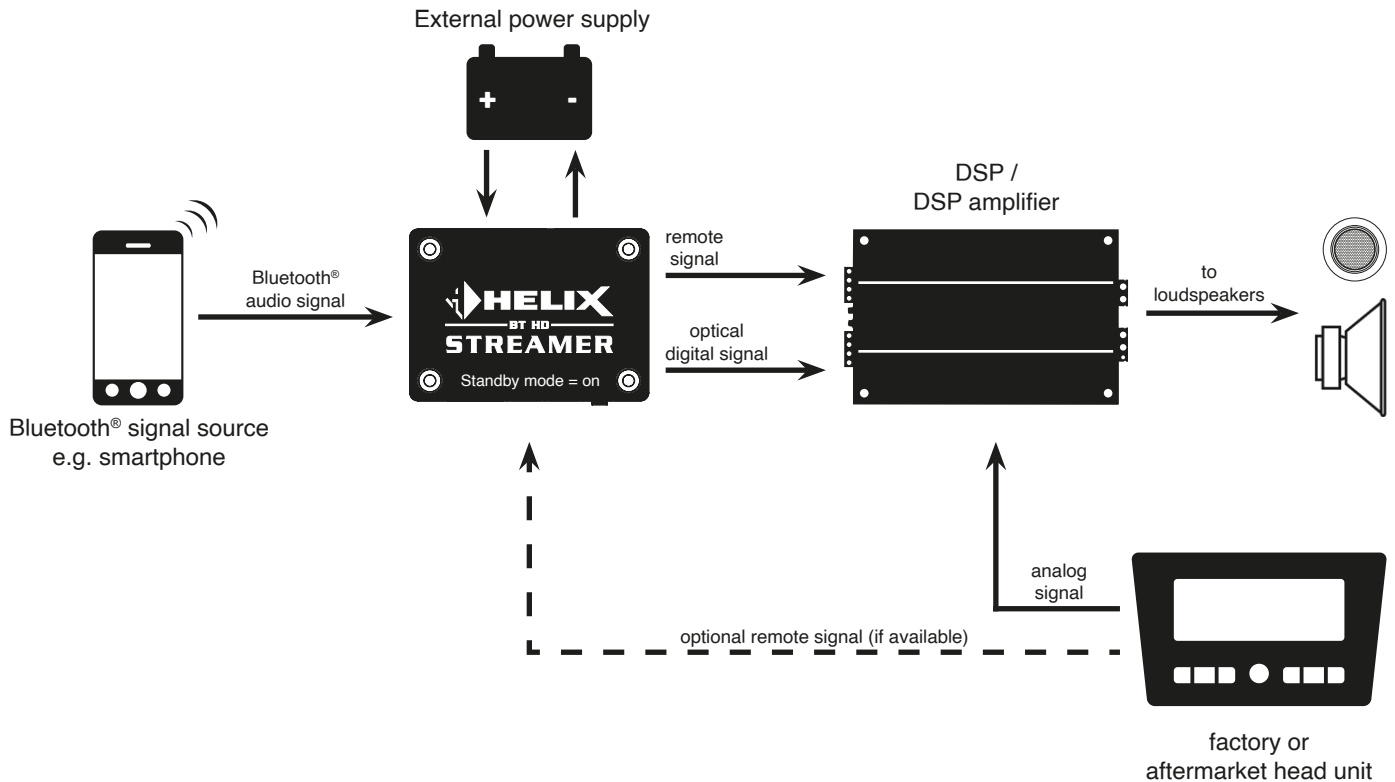 External power supply
+ -
DSP /
DSP amplifier
remote
signal
to
loudspeakers
Bluetooth®
audio signal
HELIX
BT HD
STREAMER
optical
digital signal
Standby mode = on
Bluetooth® signal source
e.g. smartphone
analog
signal
optional remote signal (if available)
factory or
aftermarket head unit